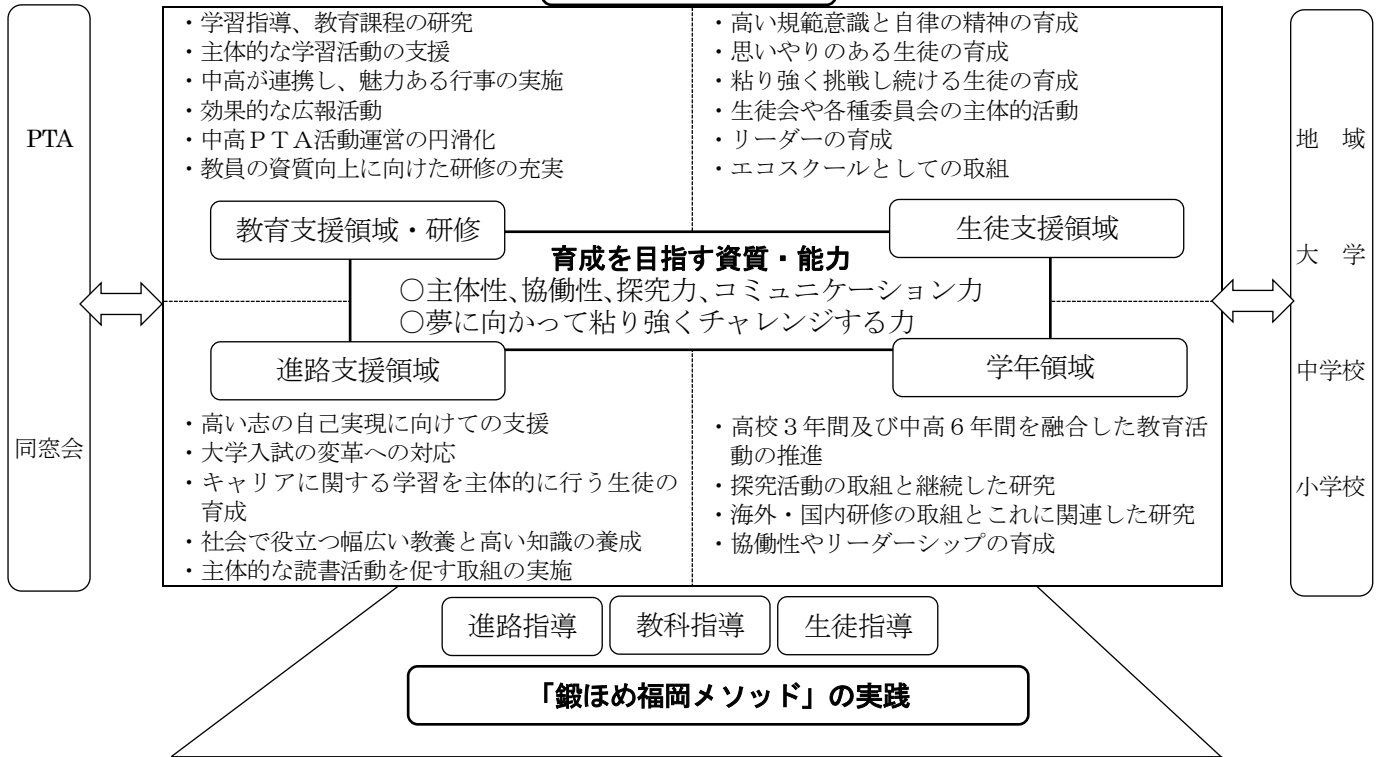 ・学習指導、教育課程の研究
・主体的な学習活動の支援
・中高が連携し、魅力ある行事の実施
・効果的な広報活動
・中高ＰＴＡ活動運営の円滑化
・教員の資質向上に向けた研修の充実
・高い規範意識と自律の精神の育成
・思いやりのある生徒の育成
・粘り強く挑戦し続ける生徒の育成
・生徒会や各種委員会の主体的活動
・リーダーの育成
・エコスクールとしての取組
PTA
同窓会
地　域
大　学
中学校
小学校
教育支援領域・研修
生徒支援領域
育成を目指す資質・能力
○主体性、協働性、探究力、コミュニケーション力
○夢に向かって粘り強くチャレンジする力
進路支援領域
学年領域
・高い志の自己実現に向けての支援
・大学入試の変革への対応
・キャリアに関する学習を主体的に行う生徒の
育成
・社会で役立つ幅広い教養と高い知識の養成
・主体的な読書活動を促す取組の実施
・高校３年間及び中高６年間を融合した教育活
動の推進
・探究活動の取組と継続した研究
・海外・国内研修の取組とこれに関連した研究
・協働性やリーダーシップの育成
進路指導
教科指導
生徒指導
「鍛ほめ福岡メソッド」の実践